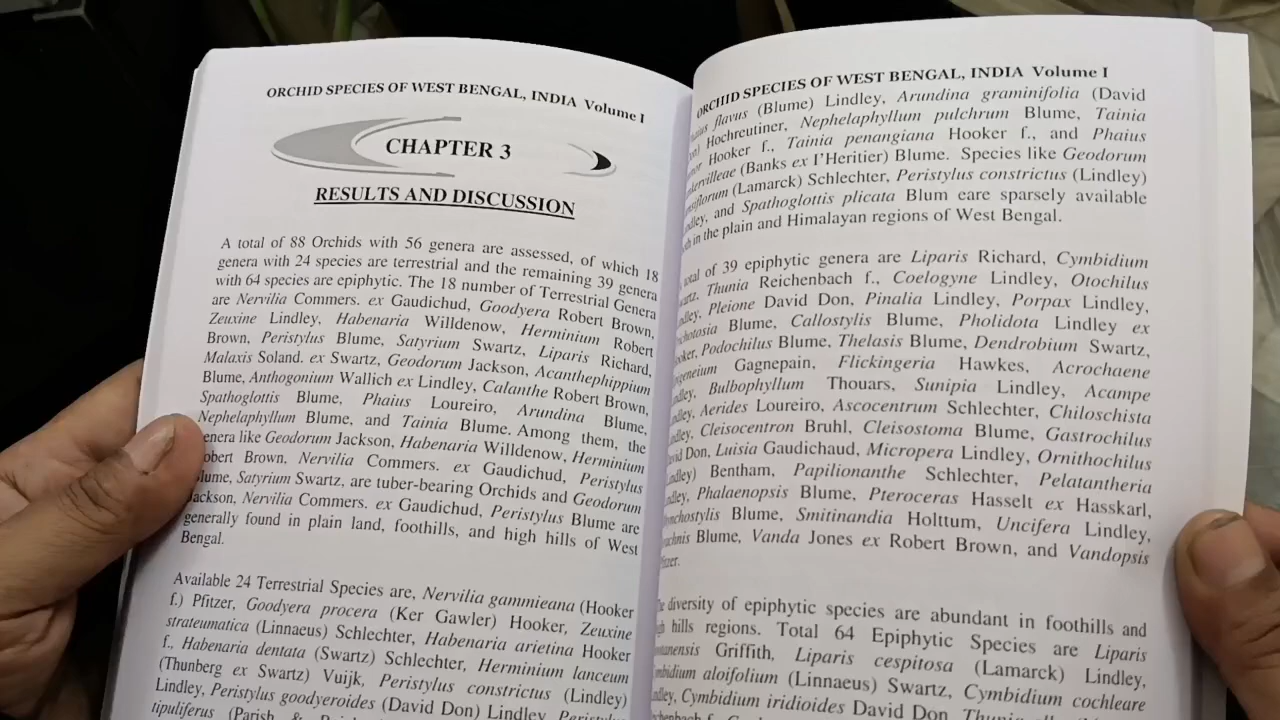 ORCHID SPECIES OF WEST BENGAL, INDIA Volume I
CHAPTER 3
RESULTS AND DISCUSSION
A total of 88 Orchids with 56 genera are assessed, of which 18
genera with 24 species are terrestrial and the remaining 39 genera
with 64 species are epiphytic. The 18 number of Terrestrial Genera
are Nervilia Commers. ex Gaudichud, Goodyera Robert Brown,
Zeuxine Lindley, Habenaria Willdenow, Herminium Robert
Brown, Peristylus Blume, Satyrium Swartz, Liparis Richard,
Malaxis Soland. ex Swartz, Geodorum Jackson, Acanthephippium
Blume, Anthogonium Wallich ex Lindley, Calanthe Robert Brown,
Spathoglottis Blume, Phaius Loureiro, Arundina Blume,
Nephelaphyllum Blume, and Tainia Blume. Among them, the
genera like Geodorum Jackson, Habenaria Willdenow, Herminium
Robert Brown, Nervilia Commers. ex Gaudichud, Peristylus
Blume, Satyrium Swartz, are tuber-bearing Orchids and Geodorum
Jackson, Nervilia Commers. ex Gaudichud, Peristylus Blume are
generally found in plain land, foothills, and high hills of West
Bengal.
Available 24 Terrestrial Species are, Nervilia gammieana (Hooker
f.) Pfitzer, Goodyera procera (Ker Gawler) Hooker, Zeuxine
strateumatica (Linnaeus) Schlechter, Habenaria arietina Hooker
f., Habenaria dentata (Swartz) Schlechter, Herminium lanceum
(Thunberg ex Swartz) Vuijk, Peristylus constrictus (Lindley)
Lindley, Peristylus goodyeroides (David Don) Lindley, Peristylus
tipuliferus (Parish &
ORCHID SPECIES OF WEST BENGAL, INDIA Volume I
flavus (Blume) Lindley, Arundina graminifolia (David
Hochreutiner, Nephelaphyllum pulchrum Blume, Tainia
Hooker f., Tainia penangiana Hooker f., and Phaius
(Banks ex I'Heritier) Blume. Species like Geodorum
(Lamarck) Schlechter, Peristylus constrictus (Lindley)
and Spathoglottis plicata Blum eare sparsely available
in the plain and Himalayan regions of West Bengal.
total of 39 epiphytic genera are Liparis Richard, Cymbidium
Thunia Reichenbach f., Coelogyne Lindley, Otochilus
Pleione David Don, Pinalia Lindley, Porpax Lindley,
Blume, Callostylis Blume, Pholidota Lindley ex
Podochilus Blume, Thelasis Blume, Dendrobium Swartz,
Gagnepain, Flickingeria Hawkes, Acrochaene
Bulbophyllum Thouars, Sunipia Lindley, Acampe
Aerides Loureiro, Ascocentrum Schlechter, Chiloschista
Cleisocentron Bruhl, Cleisostoma Blume, Gastrochilus
Don, Luisia Gaudichaud, Micropera Lindley, Ornithochilus
Bentham, Papilionanthe Schlechter, Pelatantheria
Phalaenopsis Blume, Pteroceras Hasselt ex Hasskarl,
Blume, Smitinandia Holttum, Uncifera Lindley,
Blume, Vanda Jones ex Robert Brown, and Vandopsis
diversity of epiphytic species are abundant in foothills and
hills regions. Total 64 Epiphytic Species are Liparis
Griffith, Liparis cespitosa (Lamarck) Lindley,
aloifolium (Linnaeus) Swartz, Cymbidium cochleare
Cymbidium iridioides David Don